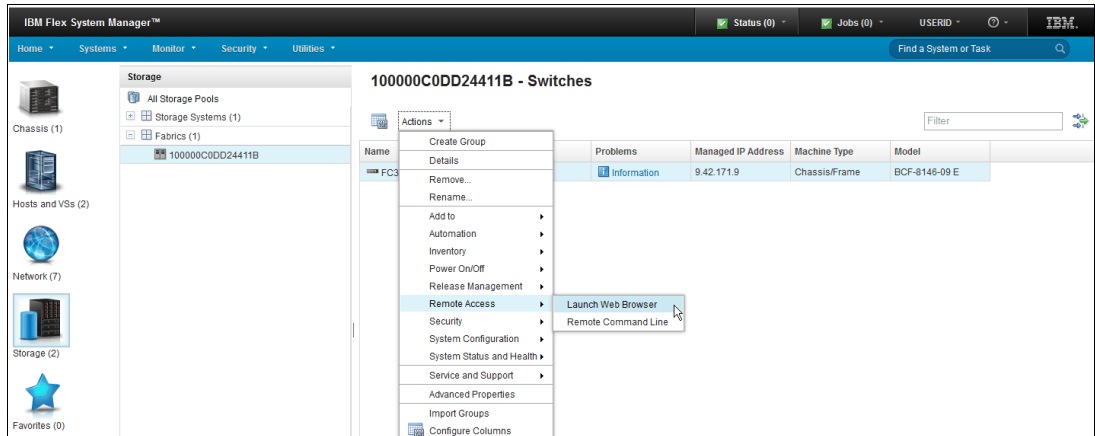 IBM Flex System Manager™
Status (0)
Jobs (0)
USERID
IBM.
Home
Systems
Monitor
Security
Utilities
Find a System or Task
Chassis (1)
Hosts and VSs (2)
Network (7)
Storage (2)
Favorites (0)
Storage
All Storage Pools
Storage Systems (1)
Fabrics (1)
100000C0DD24411B
100000C0DD24411B - Switches
Actions
Filter
Name Problems Managed IP Address Machine Type Model
FC3 Information 9.42.171.9 Chassis/Frame BCF-8146-09 E
Create Group
Details
Remove...
Rename...
Add to
Automation
Inventory
Power On/Off
Release Management
Remote Access
Security
System Configuration
System Status and Health
Service and Support
Advanced Properties
Import Groups
Configure Columns
Launch Web Browser
Remote Command Line